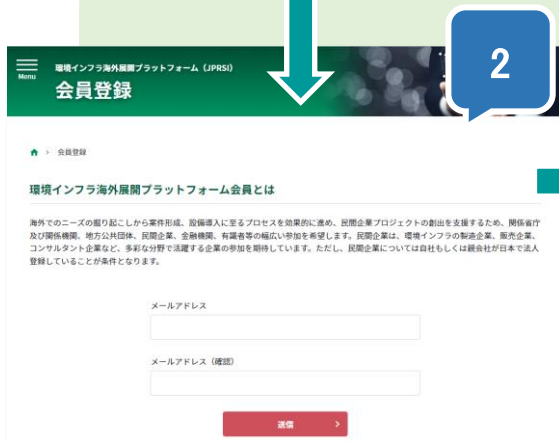 2
Menu
環境インフラ海外展開プラットフォーム（JPRSI）
会員登録
> 会員登録
環境インフラ海外展開プラットフォーム会員とは
海外でのニーズの掘り起こしから案件形成、設備導入に至るプロセスを効果的に進め、民間企業プロジェクトの創出を支援するため、関係省庁
及び関係機関、地方公共団体、民間企業、金融機関、有識者等の幅広い参加を希望します。民間企業は、環境インフラの製造企業、販売企業、
コンサルタント企業など、多彩な分野で活躍する企業の参加を期待しています。ただし、民間企業については自社もしくは親会社が日本で法人
登録していることが条件となります。
メールアドレス
メールアドレス（確認）
送信 >